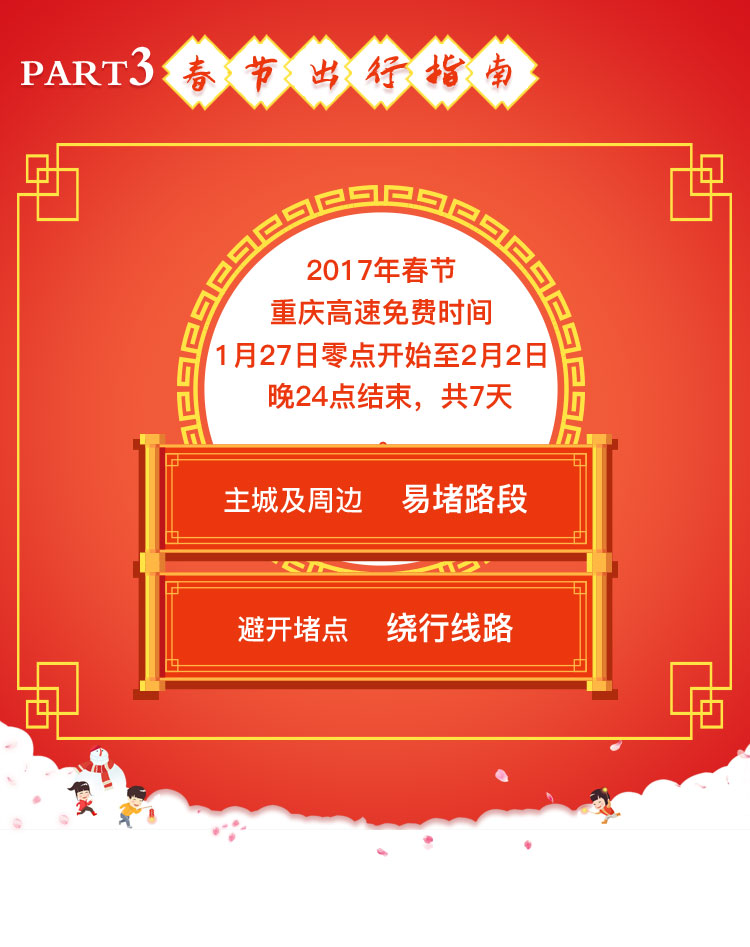 PART3 春节出行指南
2017年春节
重庆高速免费时间
1月27日零点开始至2月2日
晚24点结束，共7天
主城及周边 易堵路段
避开堵点 绕行线路